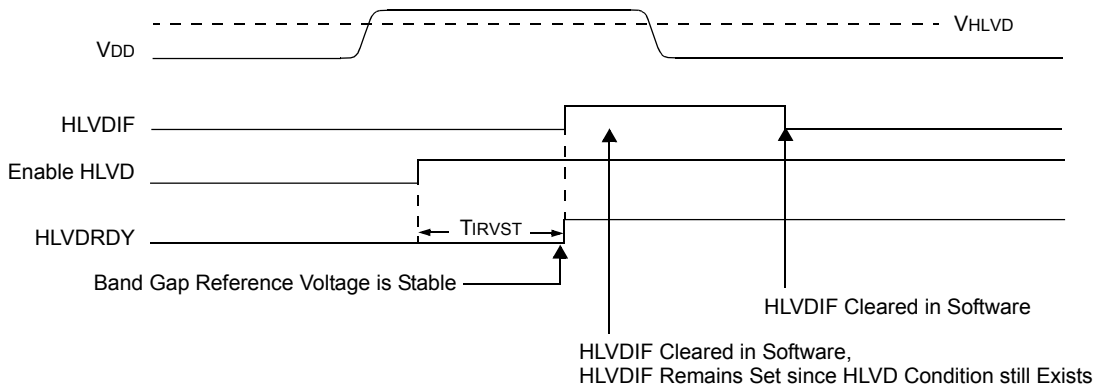 VHLVD
VDD
HLVDIF
Enable HLVD
TIRVST
HLVDRDY
Band Gap Reference Voltage is Stable
HLVDIF Cleared in Software
HLVDIF Cleared in Software,
HLVDIF Remains Set since HLVD Condition still Exists